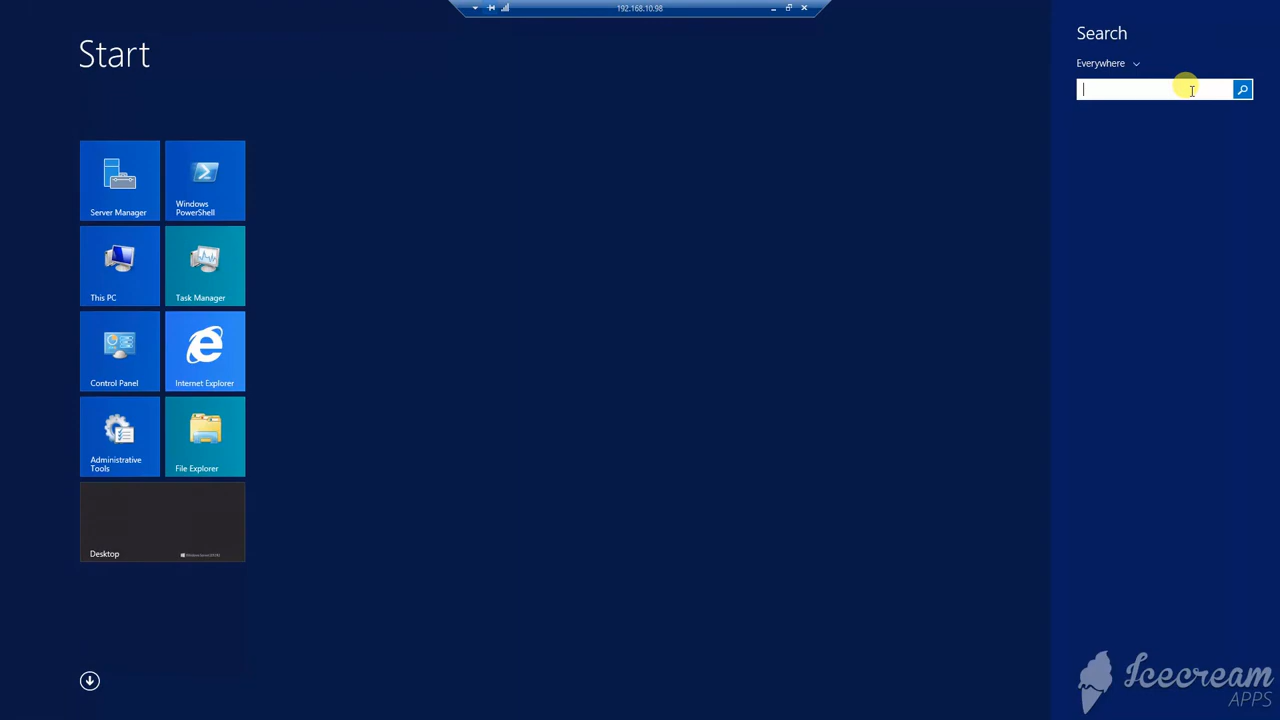 192.168.10.98
Start
Search
Everywhere
Server Manager
Windows
PowerShell
This PC
Task Manager
Control Panel
Internet Explorer
Administrative
Tools
File Explorer
Desktop
Icecream
APPS